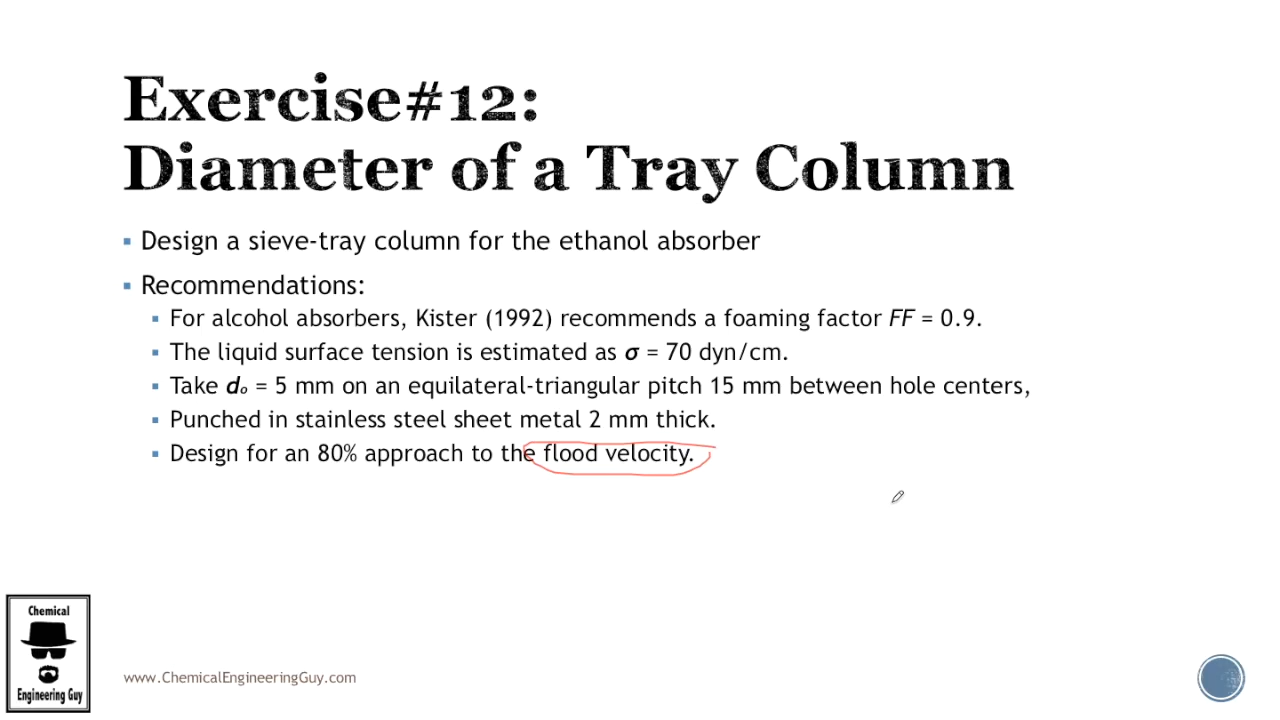 Exercise#12:
Diameter of a Tray Column
▪ Design a sieve-tray column for the ethanol absorber
▪ Recommendations:
▪ For alcohol absorbers, Kister (1992) recommends a foaming factor FF = 0.9.
▪ The liquid surface tension is estimated as σ = 70 dyn/cm.
▪ Take dₒ = 5 mm on an equilateral-triangular pitch 15 mm between hole centers,
▪ Punched in stainless steel sheet metal 2 mm thick.
▪ Design for an 80% approach to the flood velocity.
Chemical
Engineering Guy
www.ChemicalEngineeringGuy.com